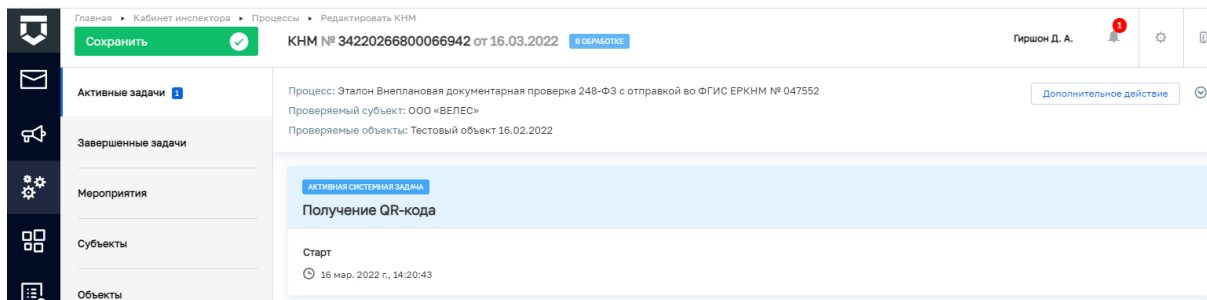 Главная ▸ Кабинет инспектора ▸ Процессы ▸ Редактировать КНМ
Сохранить
КНМ № 34220266800066942 от 16.03.2022 В ОБРАБОТКЕ
Гиршон Д. А.
1
Активные задачи 1
Процесс: Эталон Внеплановая документарная проверка 248-ФЗ с отправкой во ФГИС ЕРКНМ № 047552
Дополнительное действие
Проверяемый субъект: ООО «ВЕЛЕС»
Проверяемые объекты: Тестовый объект 16.02.2022
Завершенные задачи
Мероприятия
Субъекты
Объекты
АКТИВНАЯ СИСТЕМНАЯ ЗАДАЧА
Получение QR-кода
Старт
16 мар. 2022 г., 14:20:43